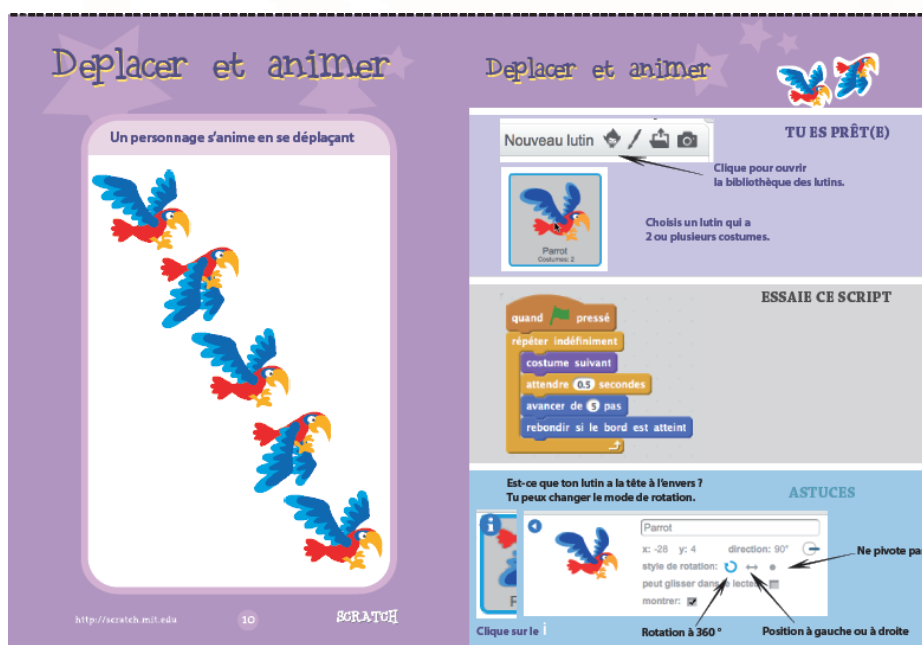 Deplacer et animer
Un personnage s'anime en se déplaçant
http://scratch.mit.edu
10
SCRATCH
Deplacer et animer
TU ES PRÊT(E)
Nouveau lutin
Clique pour ouvrir
la bibliothèque des lutins.
Parrot
Costumes: 2
Choisis un lutin qui a
2 ou plusieurs costumes.
ESSAIE CE SCRIPT
quand pressé
répéter indéfiniment
costume suivant
attendre 0.5 secondes
avancer de 5 pas
rebondir si le bord est atteint
Est-ce que ton lutin a la tête à l'envers ?
Tu peux changer le mode de rotation.
ASTUCES
i
Parrot
x: -28 y: 4 direction: 90°
style de rotation:
Ne pivote pa
peut glisser dans le lecte
montrer:
Clique sur le i
Rotation à 360 °
Position à gauche ou à droite